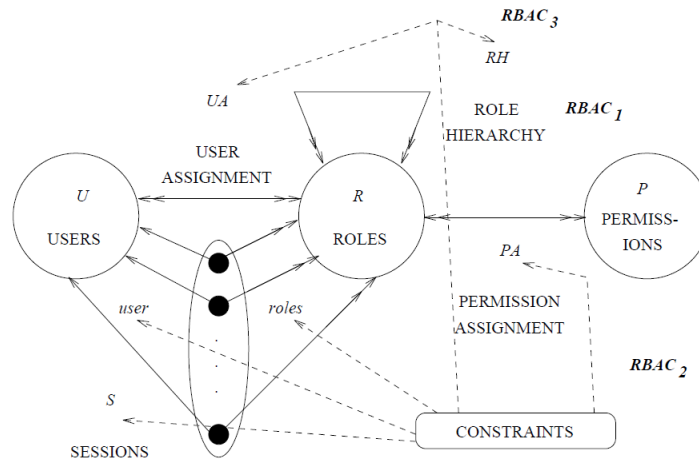 RBAC3
RH
UA
ROLE
HIERARCHY
RBAC1
USER
ASSIGNMENT
U
USERS
R
ROLES
P
PERMISS-
IONS
PA
user
roles
PERMISSION
ASSIGNMENT
RBAC2
S
SESSIONS
CONSTRAINTS